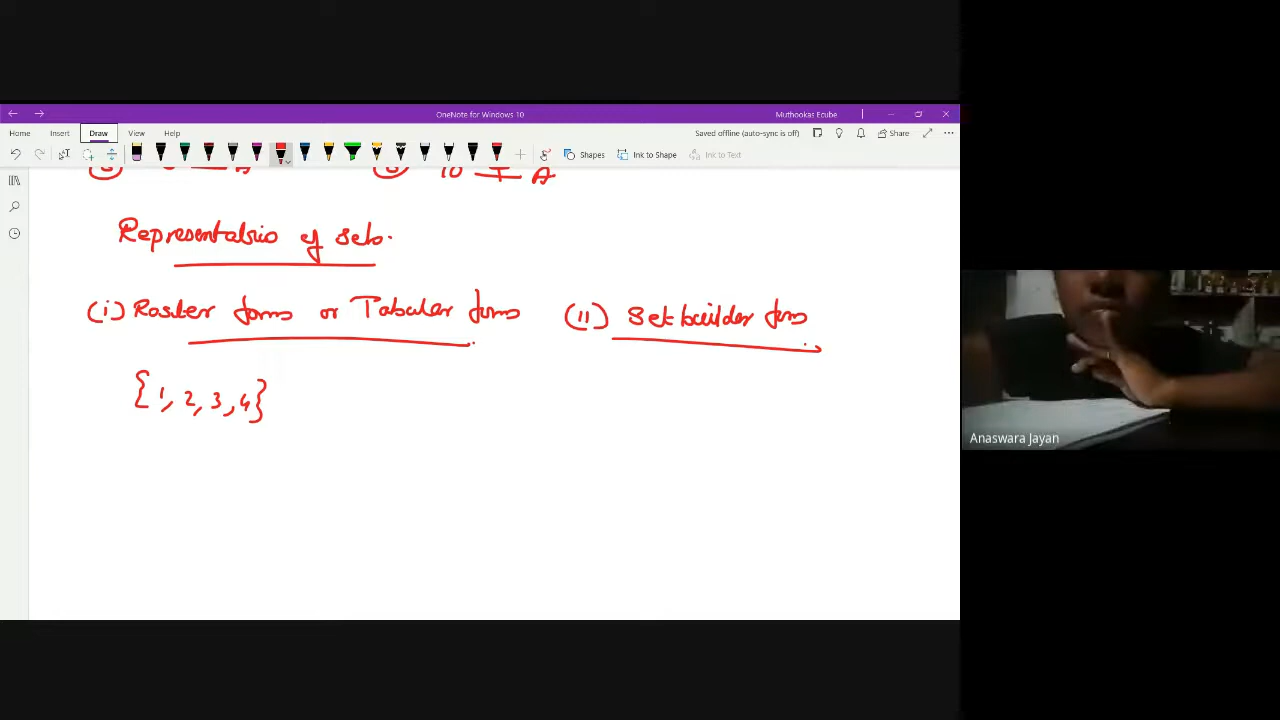 OneNote for Windows 10
Muthookas Ecube
Home Insert Draw View Help
Saved offline (auto-sync is off)
Share
Shapes
Ink to Shape
Ink to Text
10 ∉ A
Representation of sets.
(i) Roster form or Tabular form
(ii) Set builder form
{1, 2, 3, 4}
Anaswara Jayan